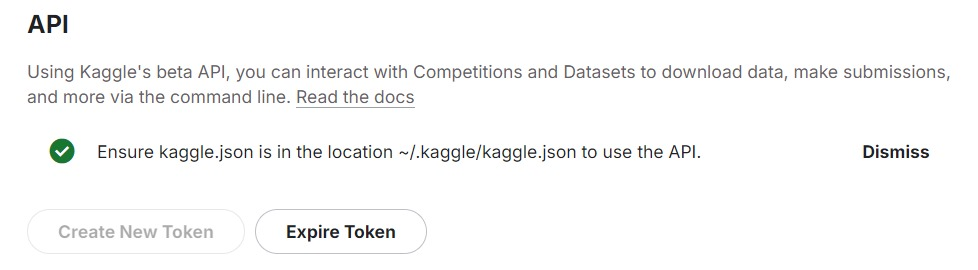 API
Using Kaggle's beta API, you can interact with Competitions and Datasets to download data, make submissions,
and more via the command line. Read the docs
Ensure kaggle.json is in the location ~/.kaggle/kaggle.json to use the API. Dismiss
Create New Token Expire Token